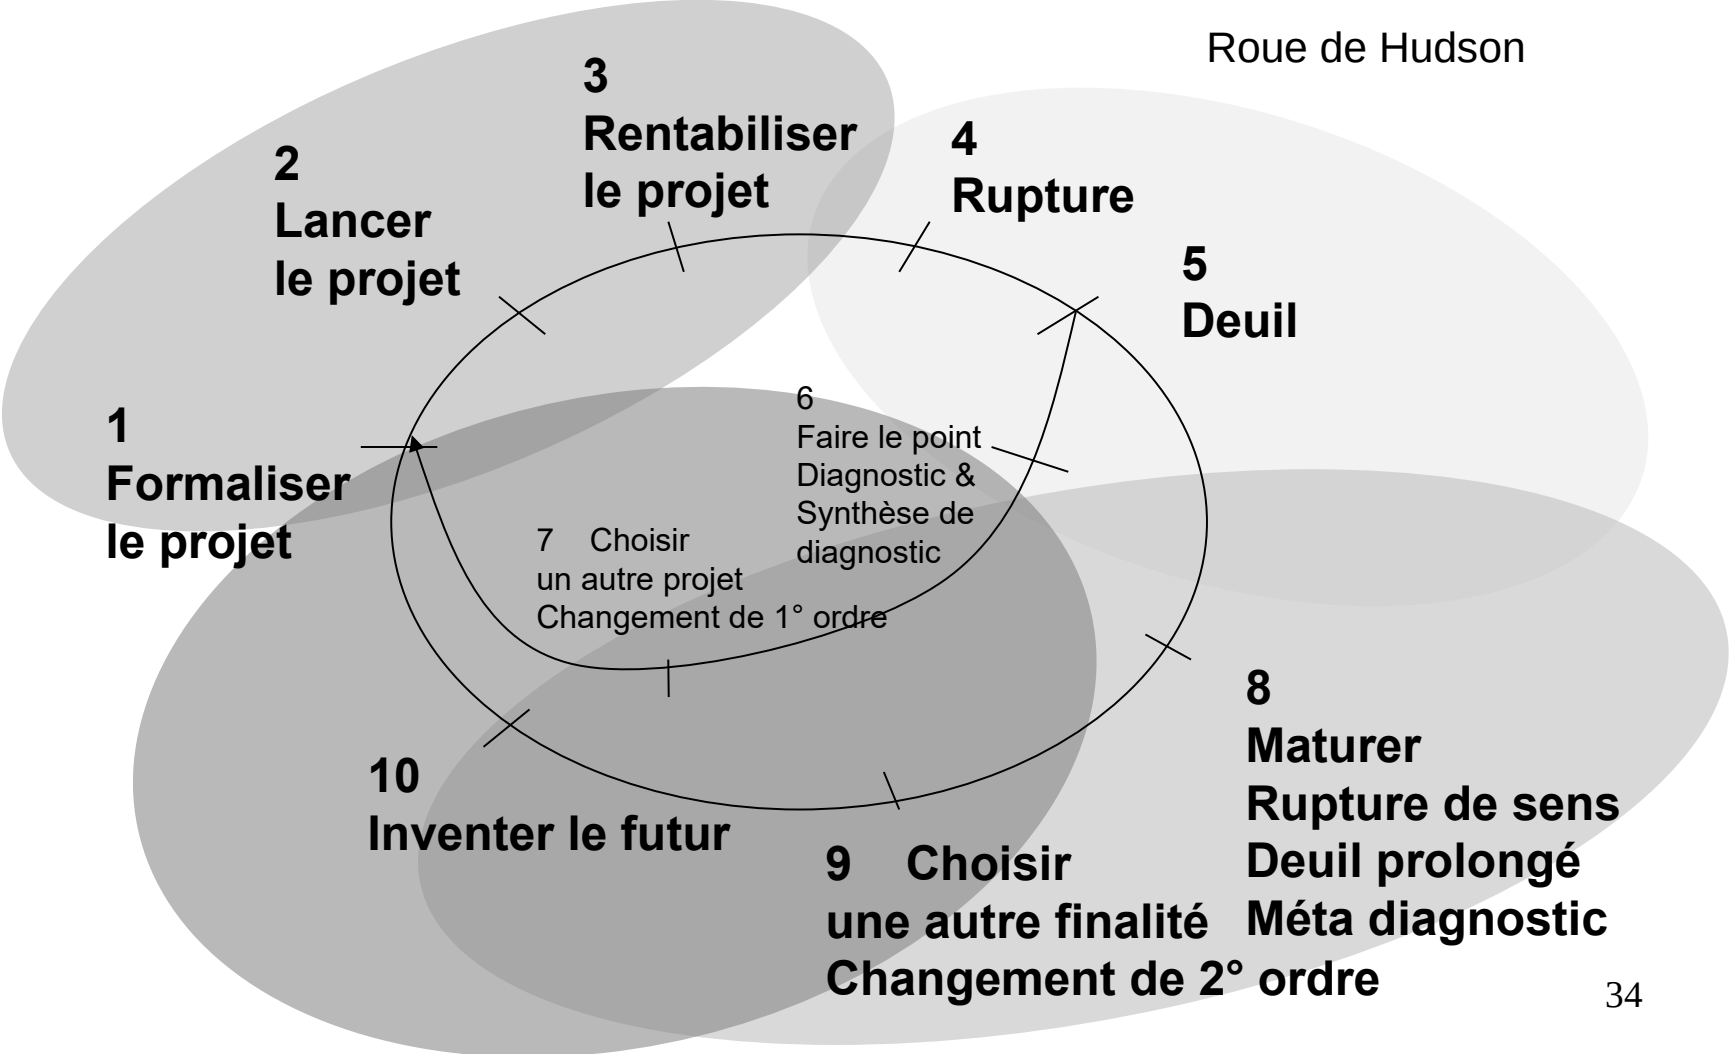 Roue de Hudson
1
Formaliser
le projet
2
Lancer
le projet
3
Rentabiliser
le projet
4
Rupture
5
Deuil
6
Faire le point
Diagnostic &
Synthèse de
diagnostic
7 Choisir
un autre projet
Changement de 1° ordre
8
Maturer
Rupture de sens
Deuil prolongé
Méta diagnostic
9 Choisir
une autre finalité
Changement de 2° ordre
10
Inventer le futur
34